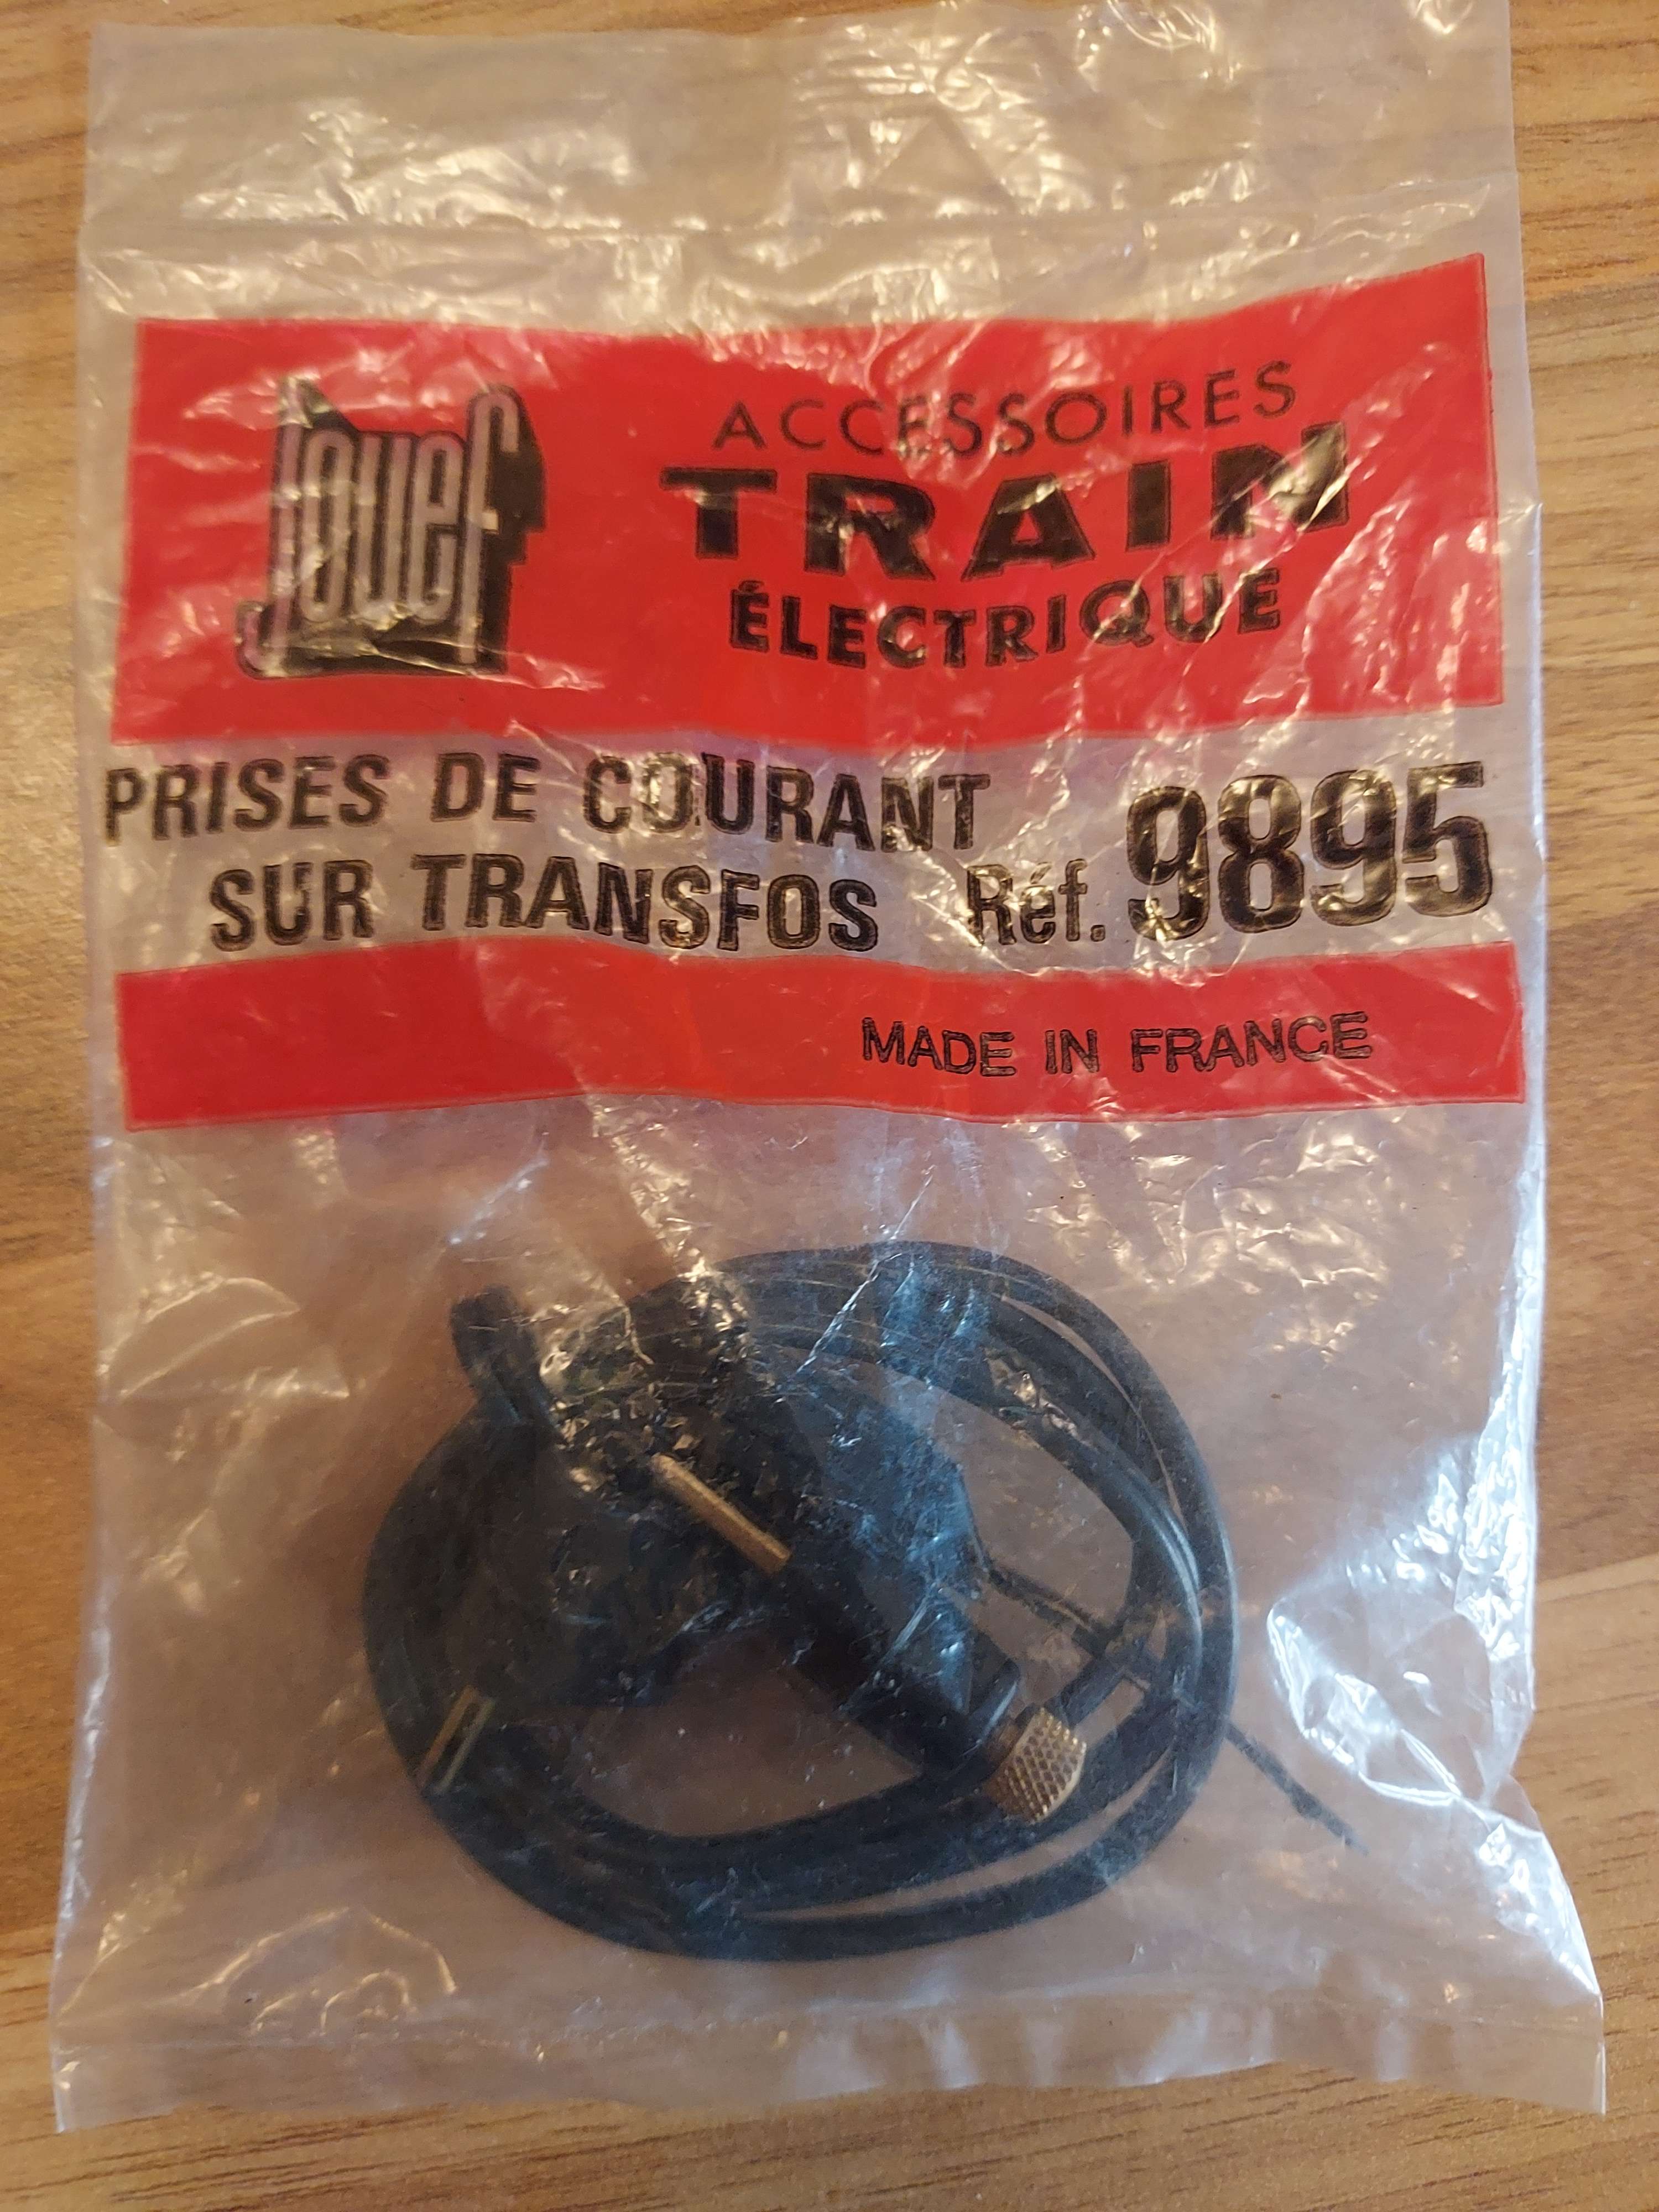 Jouef
ACCESSOIRES
TRAIN
ÉLECTRIQUE
PRISES DE COURANT
SUR TRANSFOS Réf. 9895
MADE IN FRANCE